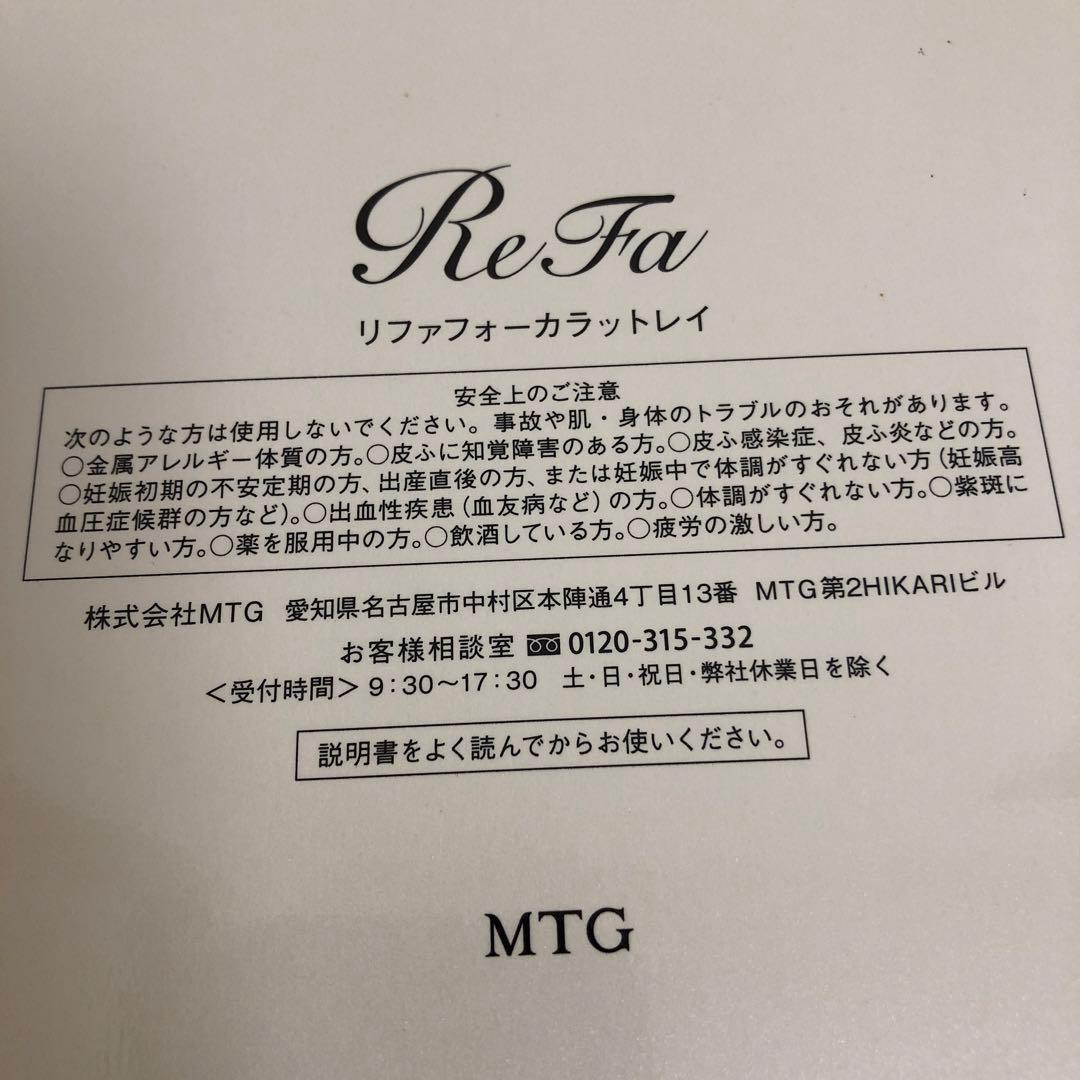 ReFa
リファフォーカラットレイ
安全上のご注意
次のような方は使用しないでください。事故や肌・身体のトラブルのおそれがあります。
○金属アレルギー体質の方。○皮ふに知覚障害のある方。○皮ふ感染症、皮ふ炎などの方。
○妊娠初期の不安定期の方、出産直後の方、または妊娠中で体調がすぐれない方（妊娠高
血圧症候群の方など）。○出血性疾患（血友病など）の方。○体調がすぐれない方。○紫斑に
なりやすい方。○薬を服用中の方。○飲酒している方。○疲労の激しい方。
株式会社MTG 愛知県名古屋市中村区本陣通4丁目13番 MTG第2HIKARIビル
お客様相談室 0120-315-332
＜受付時間＞9：30〜17：30 土・日・祝日・弊社休業日を除く
説明書をよく読んでからお使いください。
MTG